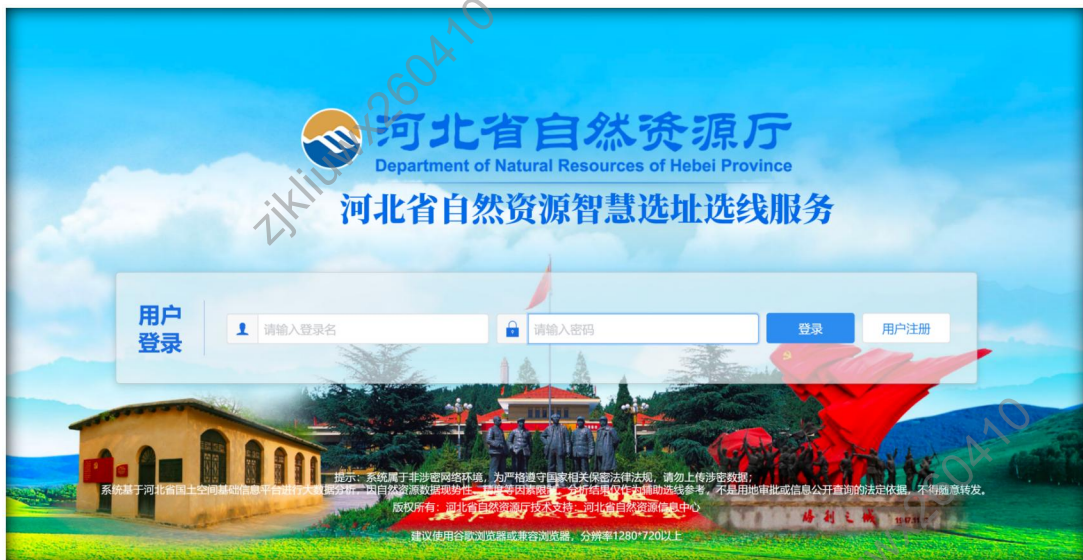 河北省自然资源厅
Department of Natural Resources of Hebei Province
河北省自然资源智慧选址选线服务
用户
登录
请输入登录名
请输入密码
登录
用户注册
提示：系统属于非涉密网络环境，为严格遵守国家相关保密法律法规，请勿上传涉密数据；
系统基于河北省国土空间基础信息平台进行大数据分析，因自然资源数据现势性、精度等因素限制，分析结果仅作为辅助选线参考，不是用地审批或信息公开查询的法定依据，不得随意转发。
版权所有：河北省自然资源厅技术支持：河北省自然资源信息中心
建议使用谷歌浏览器或兼容浏览器，分辨率1280*720以上
胜利之城